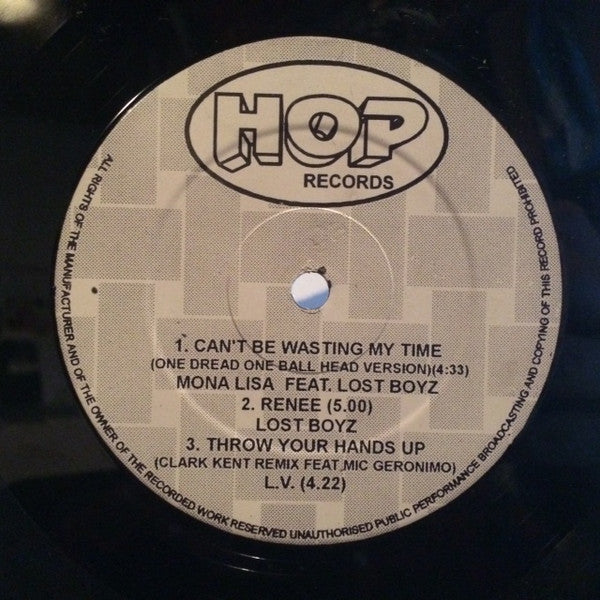 HOP
RECORDS
1. CAN'T BE WASTING MY TIME
(ONE DREAD ONE BALL HEAD VERSION)(4:33)
MONA LISA FEAT. LOST BOYZ
2. RENEE (5.00)
LOST BOYZ
3. THROW YOUR HANDS UP
(CLARK KENT REMIX FEAT MIC GERONIMO)
L.V. (4.22)
ALL RIGHTS OF THE MANUFACTURER AND OF THE OWNER OF THE RECORDED WORK RESERVED UNAUTHORISED PUBLIC PERFORMANCE BROADCASTING AND COPYING OF THIS RECORD PROHIBITED